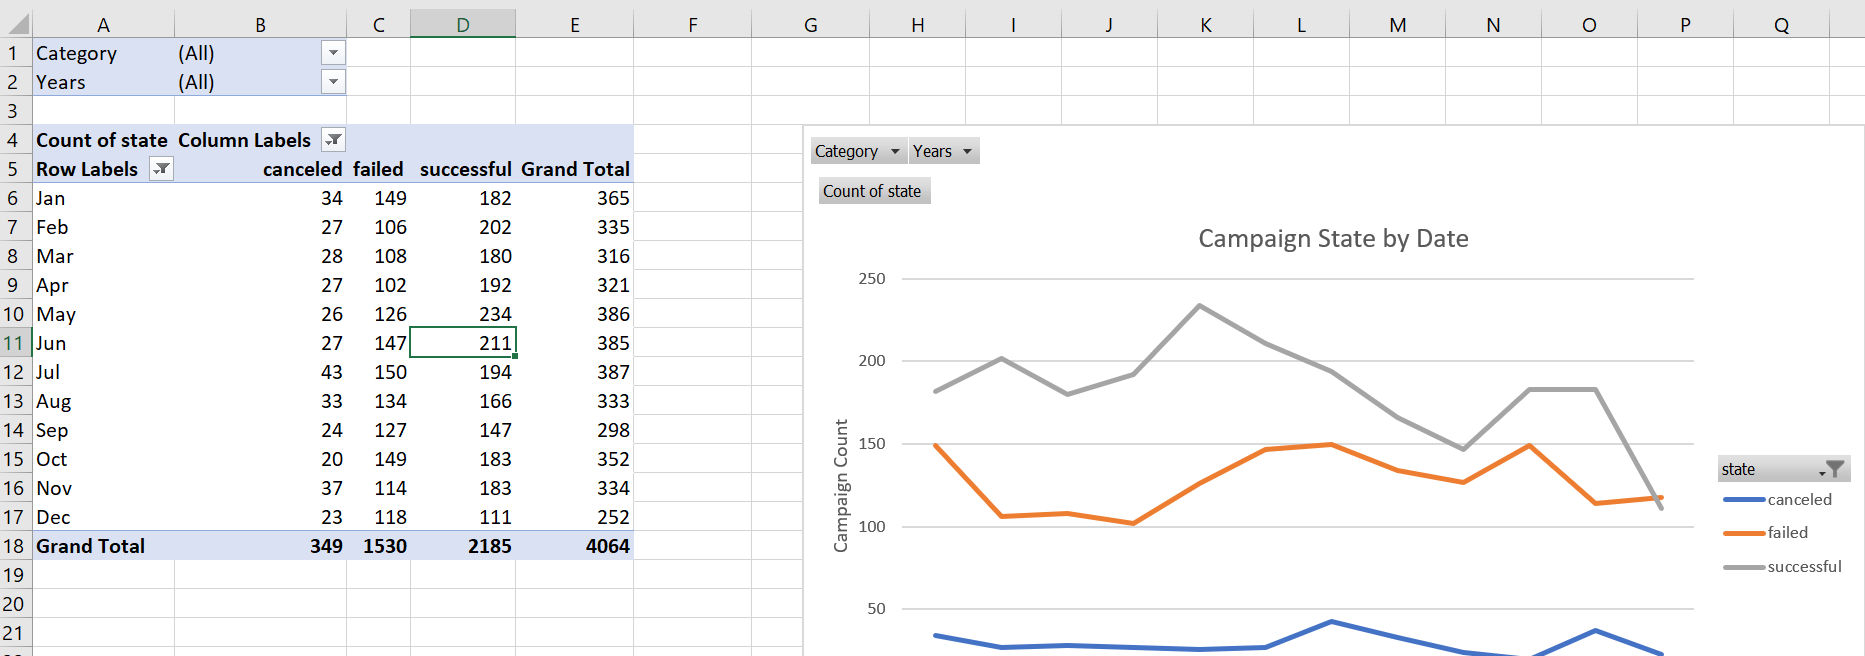 A B C D E F G H I J K L M N O P Q
1 Category (All)
2 Years (All)
3
4 Count of state Column Labels
5 Row Labels canceled failed successful Grand Total
6 Jan 34 149 182 365
7 Feb 27 106 202 335
8 Mar 28 108 180 316
9 Apr 27 102 192 321
10 May 26 126 234 386
11 Jun 27 147 211 385
12 Jul 43 150 194 387
13 Aug 33 134 166 333
14 Sep 24 127 147 298
15 Oct 20 149 183 352
16 Nov 37 114 183 334
17 Dec 23 118 111 252
18 Grand Total 349 1530 2185 4064
19
20
21
Category Years
Count of state
Campaign State by Date
Campaign Count
250
200
150
100
50
state
canceled
failed
successful